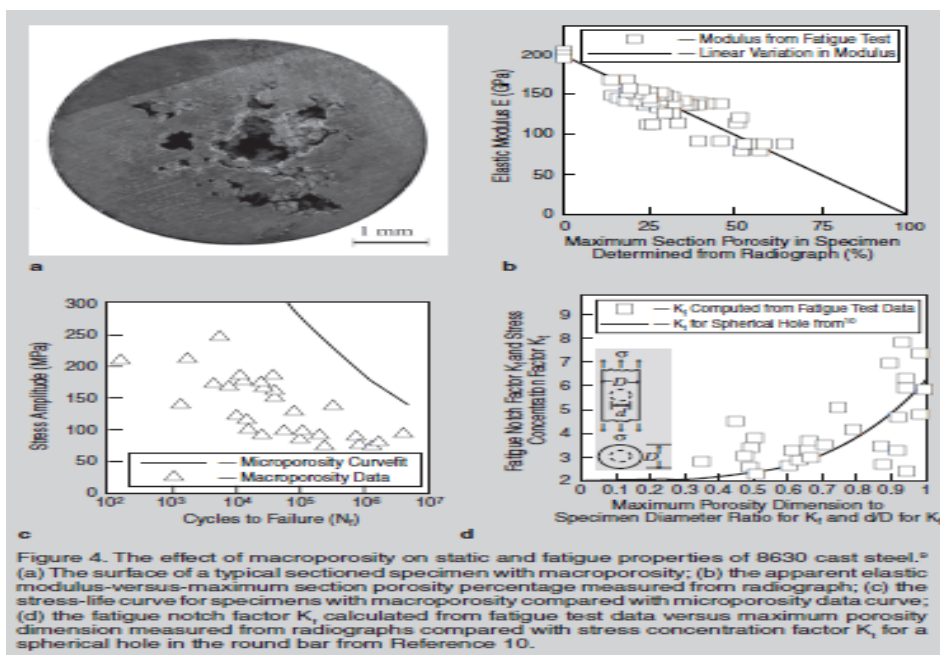 1 mm
a
□ — Modulus from Fatigue Test
— Linear Variation in Modulus
Elastic Modulus E (GPa)
200
150
100
50
0
0 25 50 75 100
Maximum Section Porosity in Specimen
Determined from Radiograph (%)
b
Stress Amplitude (MPa)
300
250
200
150
100
50
0
— Microporosity Curvefit
△ — Macroporosity Data
10² 10³ 10⁴ 10⁵ 10⁶ 10⁷
Cycles to Failure (Nf)
c
Fatigue Notch Factor Kf and Stress
Concentration Factor Kt
□ — Kf Computed from Fatigue Test Data
— Kt for Spherical Hole from¹⁰
9
8
7
6
5
4
3
2
D
0 0.1 0.2 0.3 0.4 0.5 0.6 0.7 0.8 0.9 1
Maximum Porosity Dimension to
Specimen Diameter Ratio for Kf and d/D for
d
Figure 4. The effect of macroporosity on static and fatigue properties of 8630 cast steel.⁹
(a) The surface of a typical sectioned specimen with macroporosity; (b) the apparent elastic
modulus-versus-maximum section porosity percentage measured from radiograph; (c) the
stress-life curve for specimens with macroporosity compared with microporosity data curve;
(d) the fatigue notch factor Kf calculated from fatigue test data versus maximum porosity
dimension measured from radiographs compared with stress concentration factor Kt for a
spherical hole in the round bar from Reference 10.